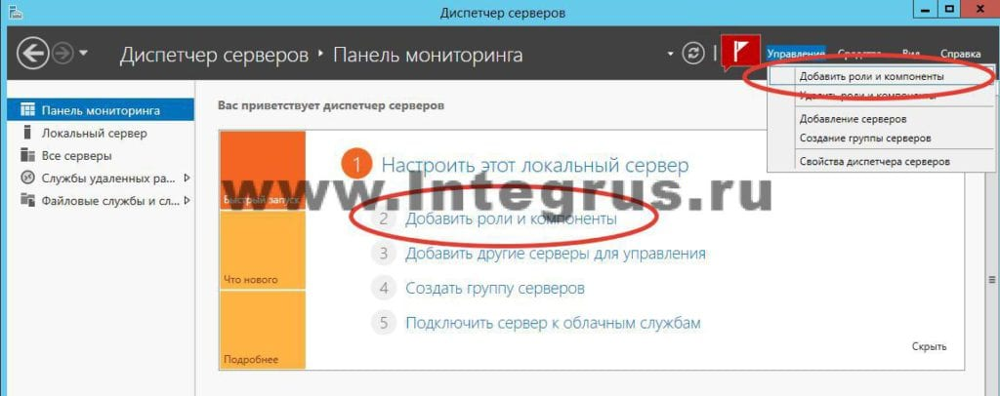 Диспетчер серверов
Диспетчер серверов ‣ Панель мониторинга
Управление Средства Вид Справка
Добавить роли и компоненты
Удалить роли и компоненты
Добавление серверов
Создание группы серверов
Свойства диспетчера серверов
Панель мониторинга
Локальный сервер
Все серверы
Службы удаленных ра...
Файловые службы и сл...
Вас приветствует диспетчер серверов
1 Настроить этот локальный сервер
www.Integrus.ru
Быстрый запуск
2 Добавить роли и компоненты
3 Добавить другие серверы для управления
Что нового
4 Создать группу серверов
5 Подключить сервер к облачным службам
Подробнее
Скрыть